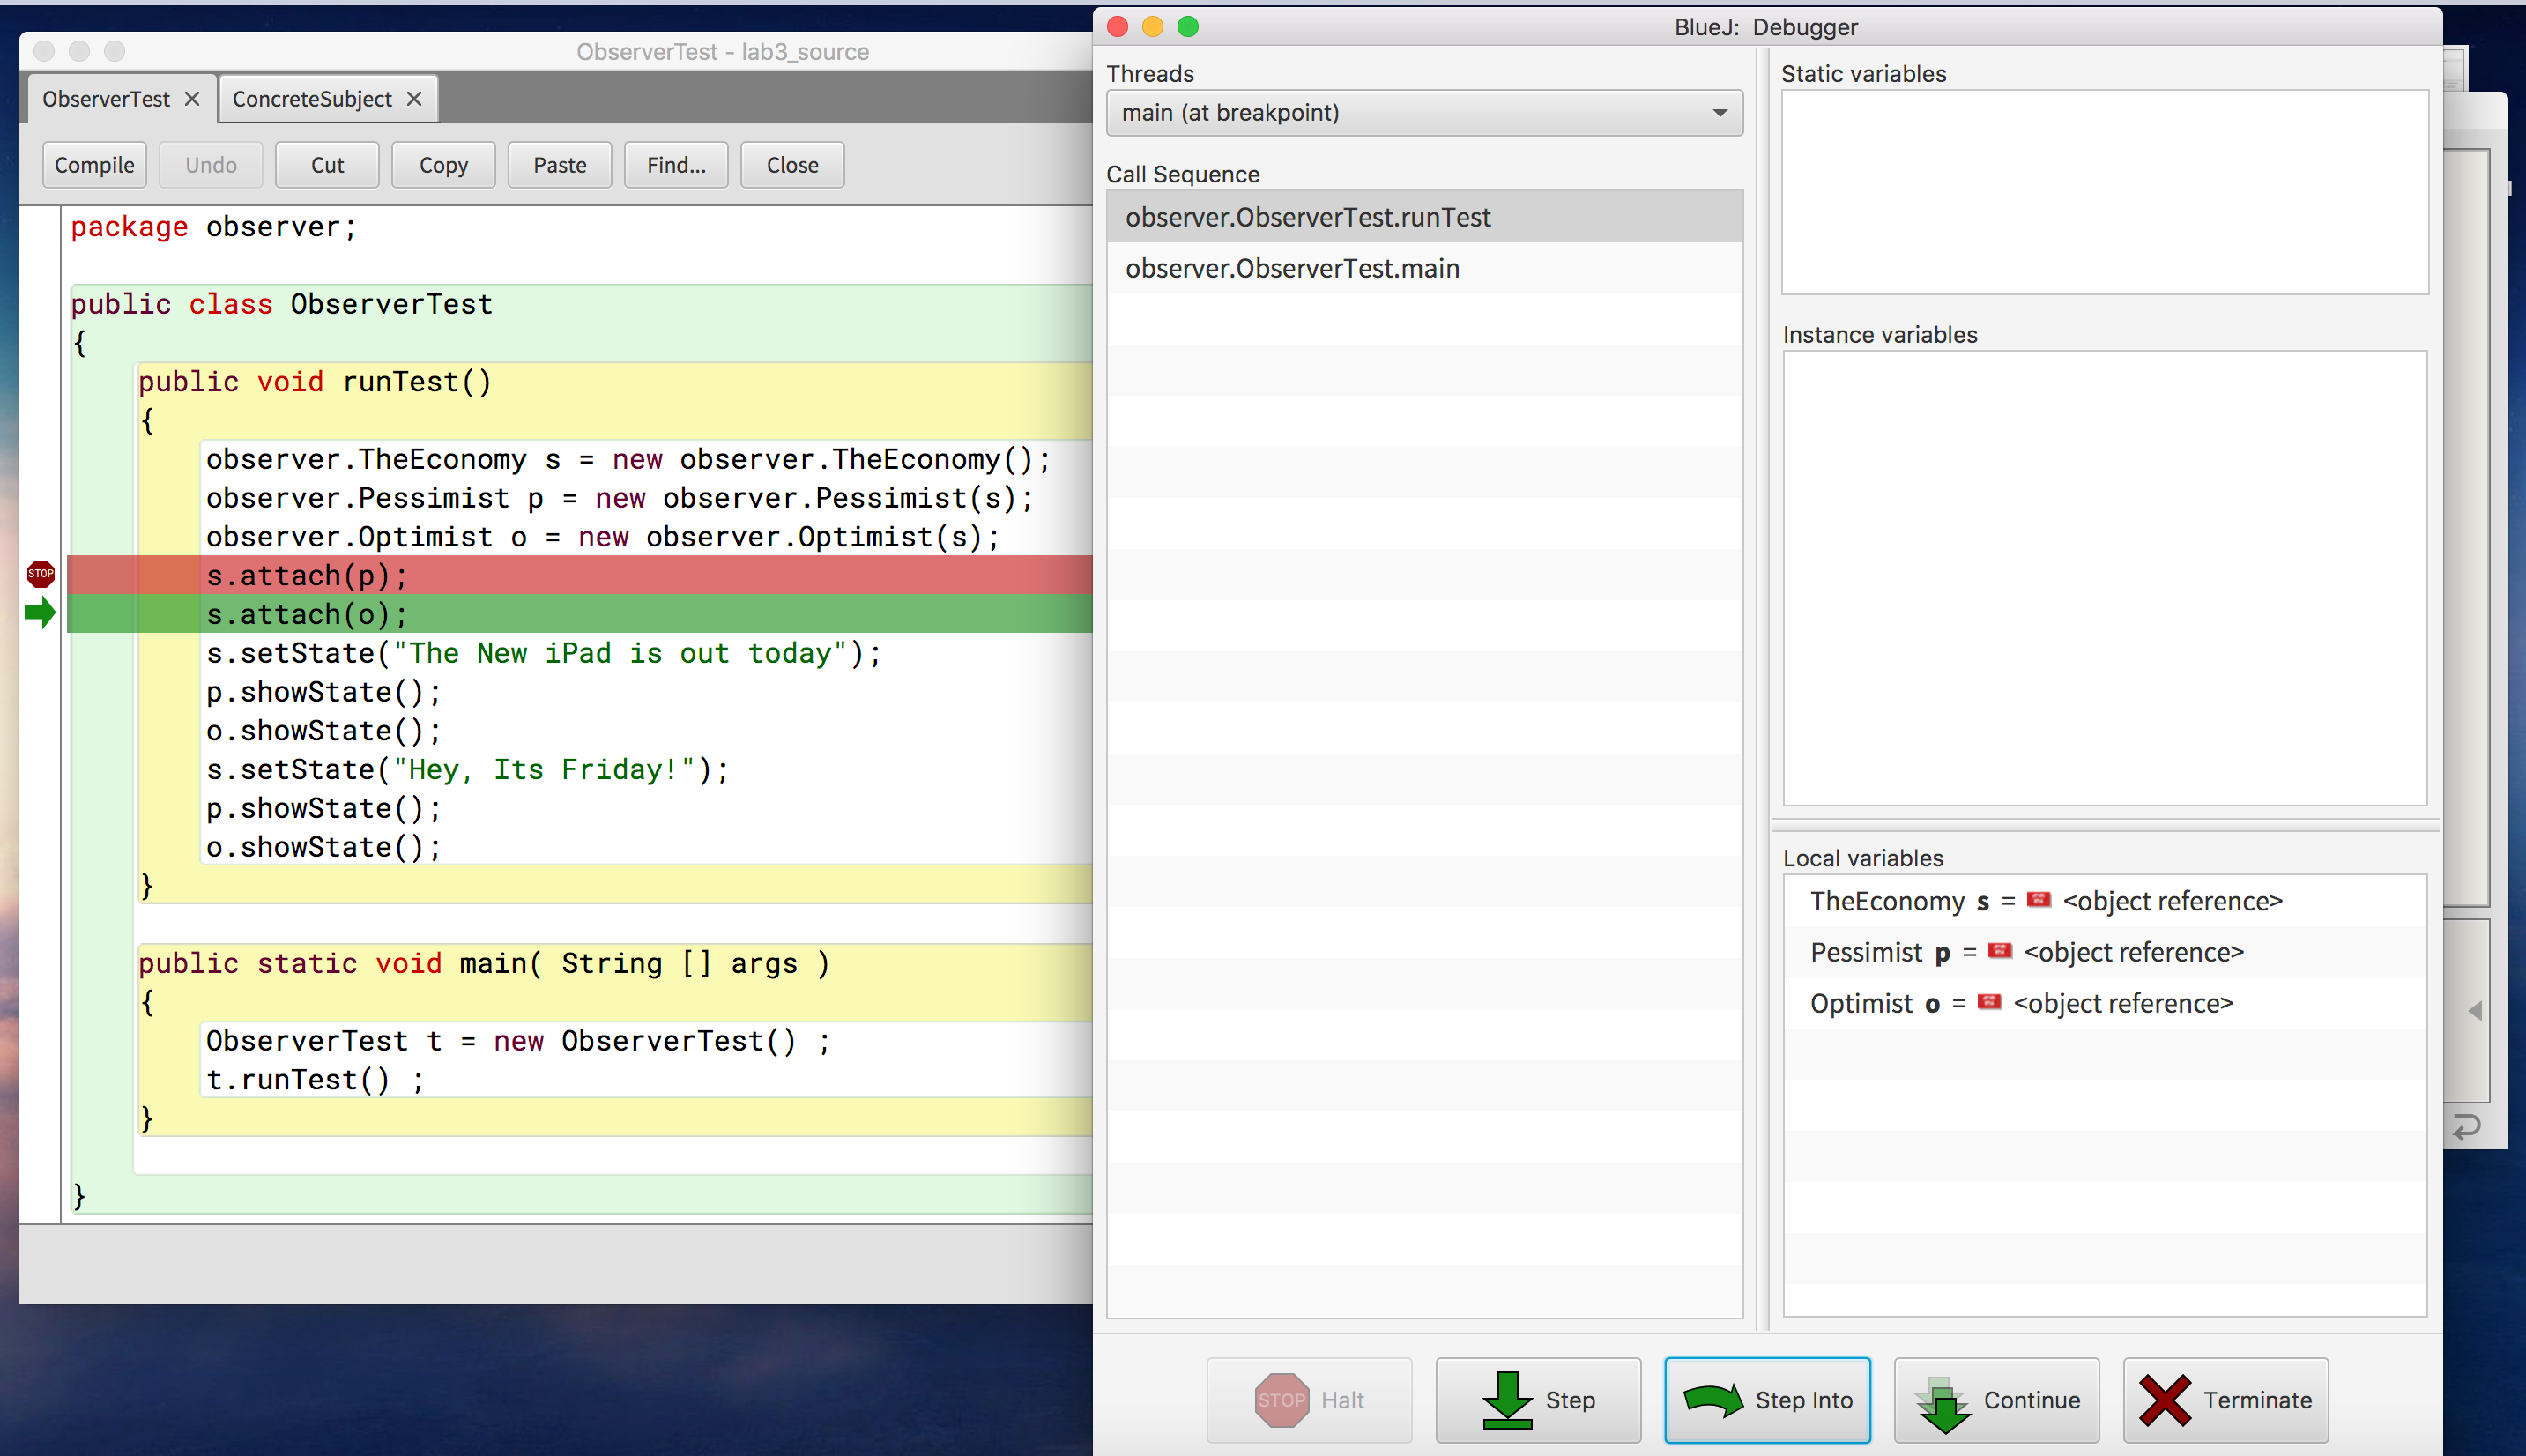 ObserverTest - lab3_source
ObserverTest
ConcreteSubject
Compile
Undo
Cut
Copy
Paste
Find...
Close
package observer;
public class ObserverTest
{
public void runTest()
{
observer.TheEconomy s = new observer.TheEconomy();
observer.Pessimist p = new observer.Pessimist(s);
observer.Optimist o = new observer.Optimist(s);
STOP
s.attach(p);
s.attach(o);
s.setState("The New iPad is out today");
p.showState();
o.showState();
s.setState("Hey, Its Friday!");
p.showState();
o.showState();
}
public static void main( String [] args )
{
ObserverTest t = new ObserverTest() ;
t.runTest() ;
}
}
BlueJ: Debugger
Threads
main (at breakpoint)
Call Sequence
observer.ObserverTest.runTest
observer.ObserverTest.main
Static variables
Instance variables
Local variables
TheEconomy s = <object reference>
Pessimist p = <object reference>
Optimist o = <object reference>
STOP
Halt
Step
Step Into
Continue
Terminate